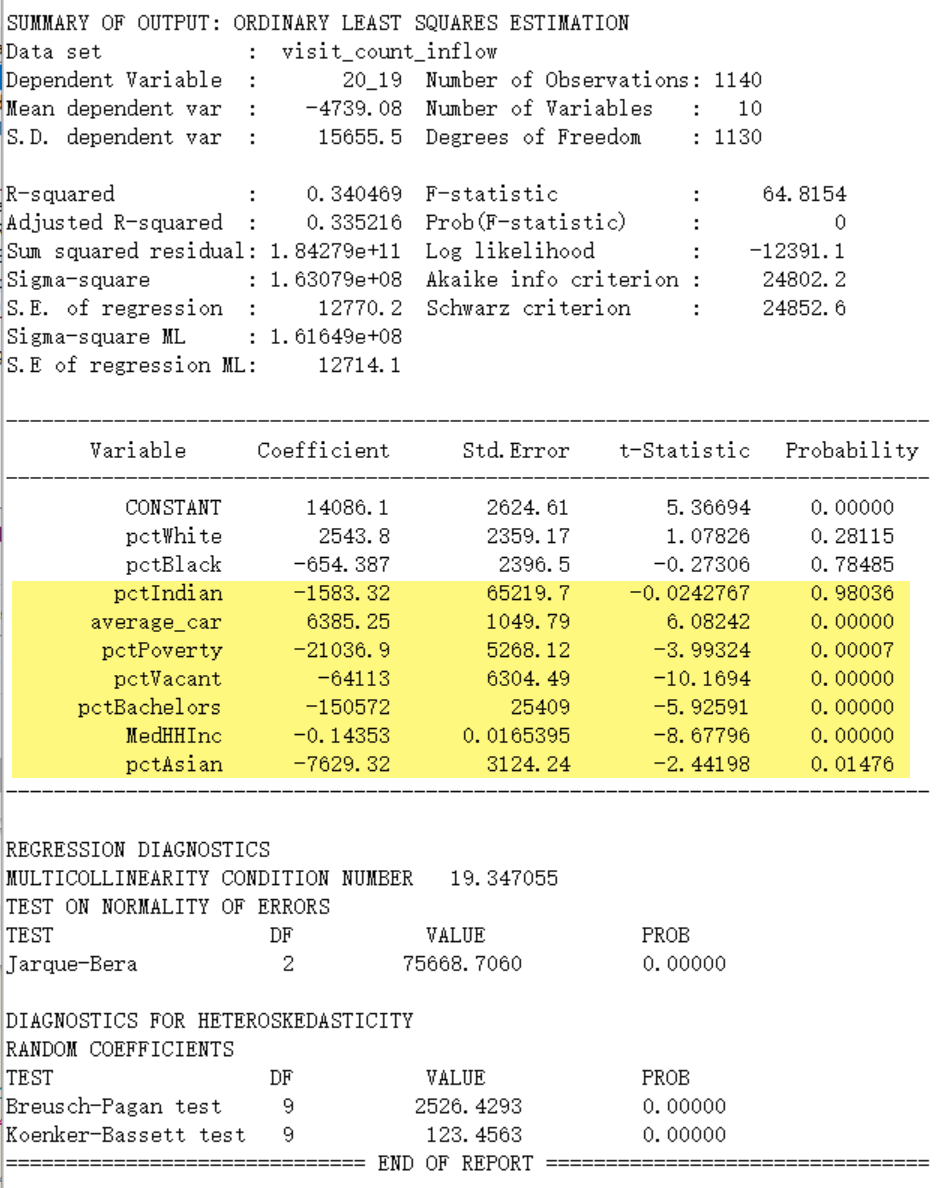 SUMMARY OF OUTPUT: ORDINARY LEAST SQUARES ESTIMATION
Data set : visit_count_inflow
Dependent Variable : 20_19 Number of Observations: 1140
Mean dependent var : -4739.08 Number of Variables : 10
S.D. dependent var : 15655.5 Degrees of Freedom : 1130
R-squared : 0.340469 F-statistic : 64.8154
Adjusted R-squared : 0.335216 Prob(F-statistic) : 0
Sum squared residual: 1.84279e+11 Log likelihood : -12391.1
Sigma-square : 1.63079e+08 Akaike info criterion : 24802.2
S.E. of regression : 12770.2 Schwarz criterion : 24852.6
Sigma-square ML : 1.61649e+08
S.E of regression ML: 12714.1
-----------------------------------------------------------------------------
Variable Coefficient Std.Error t-Statistic Probability
-----------------------------------------------------------------------------
CONSTANT 14086.1 2624.61 5.36694 0.00000
pctWhite 2543.8 2359.17 1.07826 0.28115
pctBlack -654.387 2396.5 -0.27306 0.78485
pctIndian -1583.32 65219.7 -0.0242767 0.98036
average_car 6385.25 1049.79 6.08242 0.00000
pctPoverty -21036.9 5268.12 -3.99324 0.00007
pctVacant -64113 6304.49 -10.1694 0.00000
pctBachelors -150572 25409 -5.92591 0.00000
MedHHInc -0.14353 0.0165395 -8.67796 0.00000
pctAsian -7629.32 3124.24 -2.44198 0.01476
-----------------------------------------------------------------------------
REGRESSION DIAGNOSTICS
MULTICOLLINEARITY CONDITION NUMBER 19.347055
TEST ON NORMALITY OF ERRORS
TEST DF VALUE PROB
Jarque-Bera 2 75668.7060 0.00000
DIAGNOSTICS FOR HETEROSKEDASTICITY
RANDOM COEFFICIENTS
TEST DF VALUE PROB
Breusch-Pagan test 9 2526.4293 0.00000
Koenker-Bassett test 9 123.4563 0.00000
============================== END OF REPORT ================================